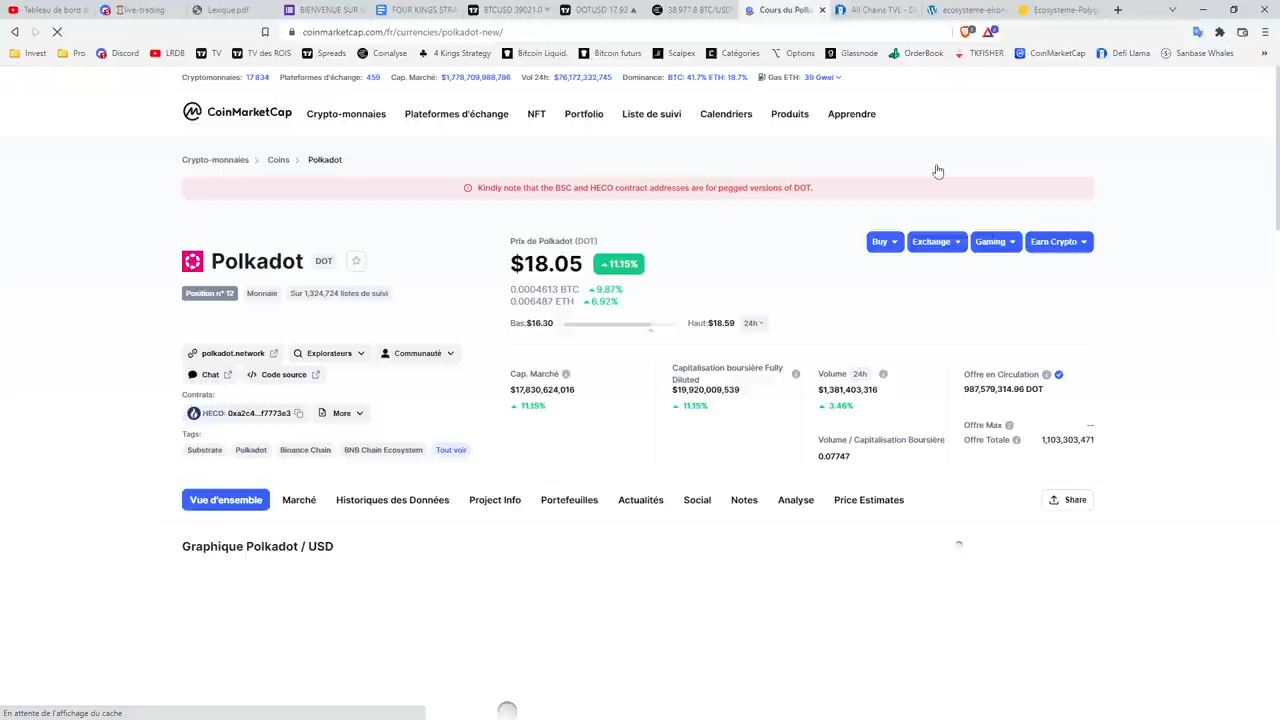 Tableau de bord
live-trading
Lexique.pdf
BIENVENUE SUR L
FOUR KINGS STRA
BTCUSD 39021.0
DOTUSD 17.93
38,977.8 BTC/USD
Cours du Polk
All Chains TVL - D
ecosysteme-elron
Ecosysteme-Polyg
coinmarketcap.com/fr/currencies/polkadot-new/
Invest
Pro
Discord
LRDB
TV
TV des ROIS
Spreads
Coinalyse
4 Kings Strategy
Bitcoin Liquid.
Bitcoin futurs
Scalpex
Catégories
Options
Glassnode
OrderBook
TKFISHER
CoinMarketCap
Défi Llama
Sanbase Whales
»
Cryptomonnaies: 17 834 Plateformes d'échange: 459 Cap. Marché: $1,778,709,988,786 Vol 24h: $76,172,332,745 Dominance: BTC: 41.7% ETH: 18.7% Gas ETH: 39 Gwei
CoinMarketCap
Crypto-monnaies
Plateformes d'échange
NFT
Portfolio
Liste de suivi
Calendriers
Produits
Apprendre
Crypto-monnaies > Coins > Polkadot
Kindly note that the BSC and HECO contract addresses are for pegged versions of DOT.
Polkadot DOT
Position n° 12 Monnaie Sur 1,324,724 listes de suivi
polkadot.network Explorateurs Communauté
Chat Code source
Contrats:
HECO: 0xa2c4...f7773e3 More
Tags:
Substrate Polkadot Binance Chain BNB Chain Ecosystem Tout voir
Prix de Polkadot (DOT)
$18.05 11.15%
0.0004613 BTC 9.87%
0.006487 ETH 6.92%
Bas:$16.30 Haut:$18.59 24h
Buy
Exchange
Gaming
Earn Crypto
Cap. Marché
$17,830,624,016
11.15%
Capitalisation boursière Fully
Diluted
$19,920,009,539
11.15%
Volume 24h
$1,381,403,316
3.46%
Volume / Capitalisation Boursière
0.07747
Offre en Circulation
987,579,314.96 DOT
Offre Max --
Offre Totale 1,103,303,471
Vue d'ensemble
Marché
Historiques des Données
Project Info
Portefeuilles
Actualités
Social
Notes
Analyse
Price Estimates
Share
Graphique Polkadot / USD
En attente de l'affichage du cache